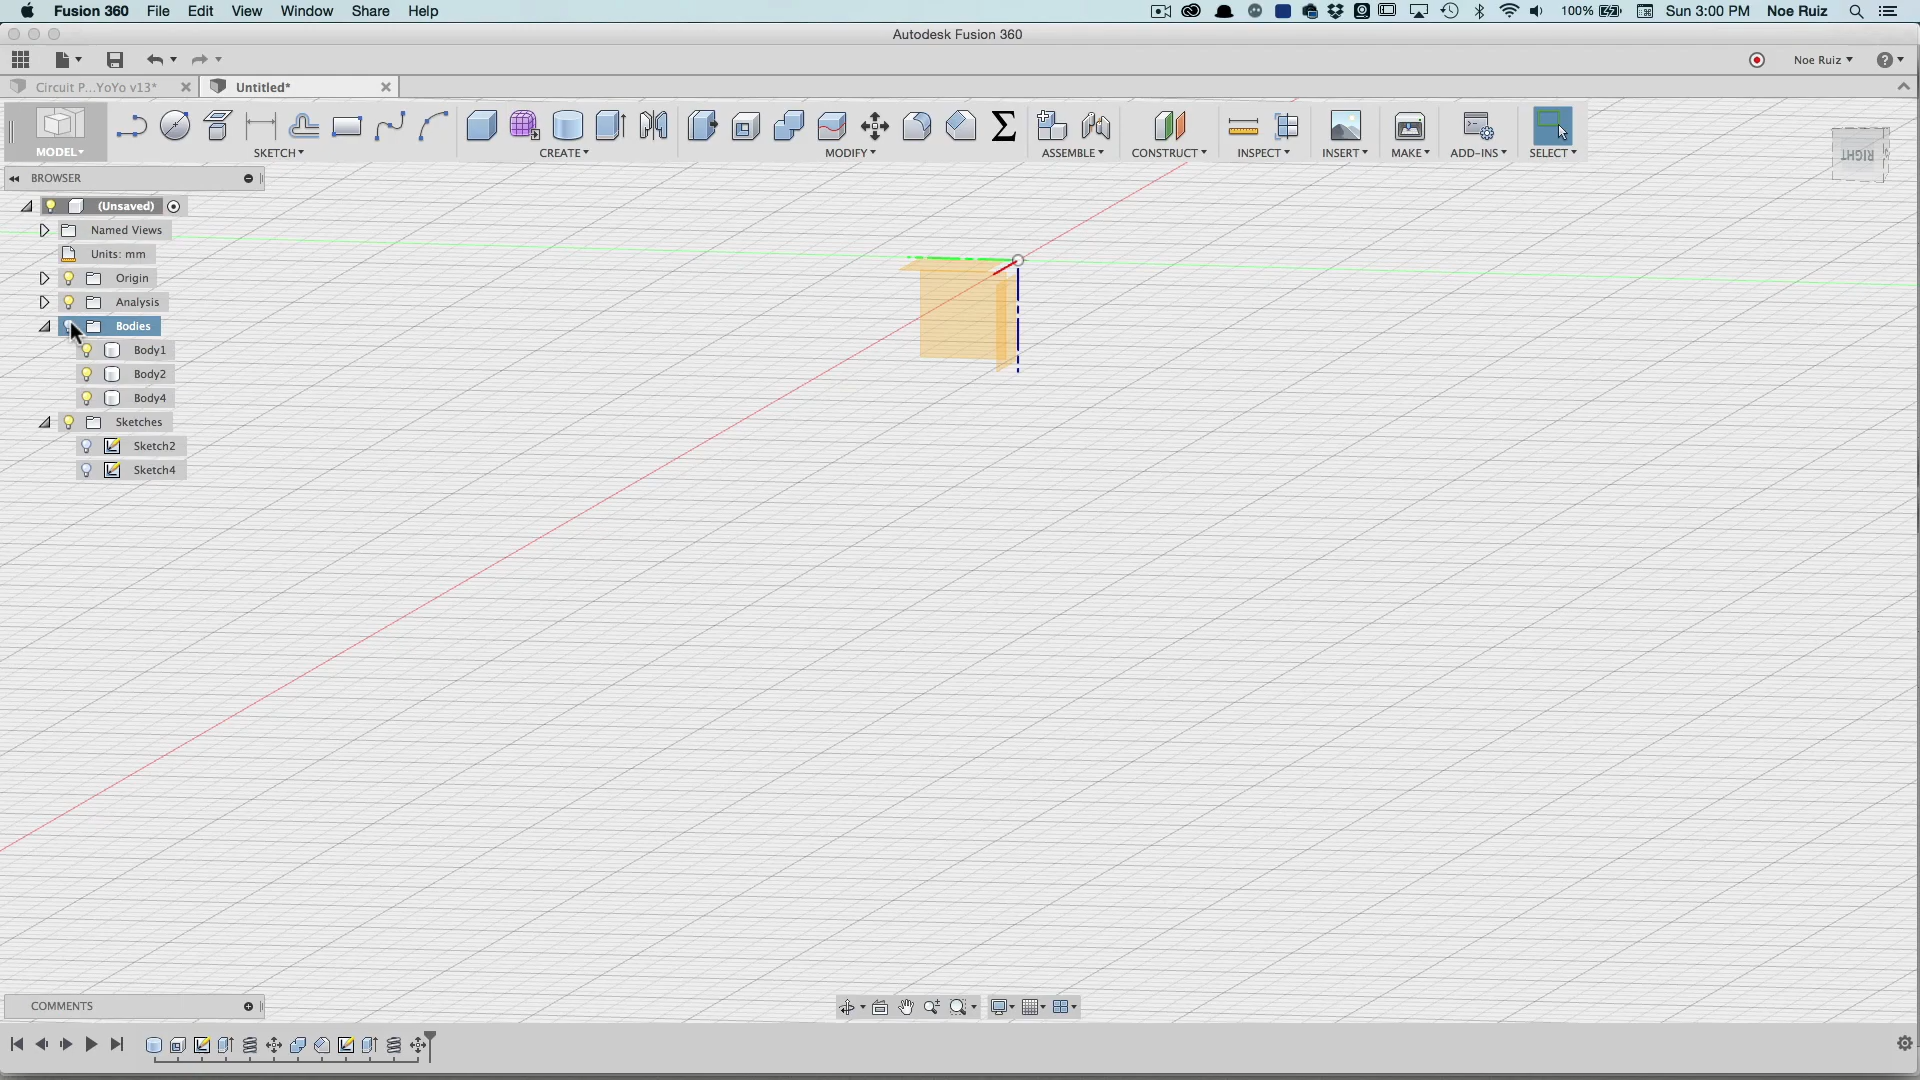 Fusion 360 File Edit View Window Share Help 100% Sun 3:00 PM Noe Ruiz
Autodesk Fusion 360
Noe Ruiz
Circuit P...YoYo v13* Untitled*
MODEL SKETCH CREATE MODIFY ASSEMBLE CONSTRUCT INSPECT INSERT MAKE ADD-INS SELECT
RIGHT
BROWSER
(Unsaved)
Named Views
Units: mm
Origin
Analysis
Bodies
Body1
Body2
Body4
Sketches
Sketch2
Sketch4
COMMENTS